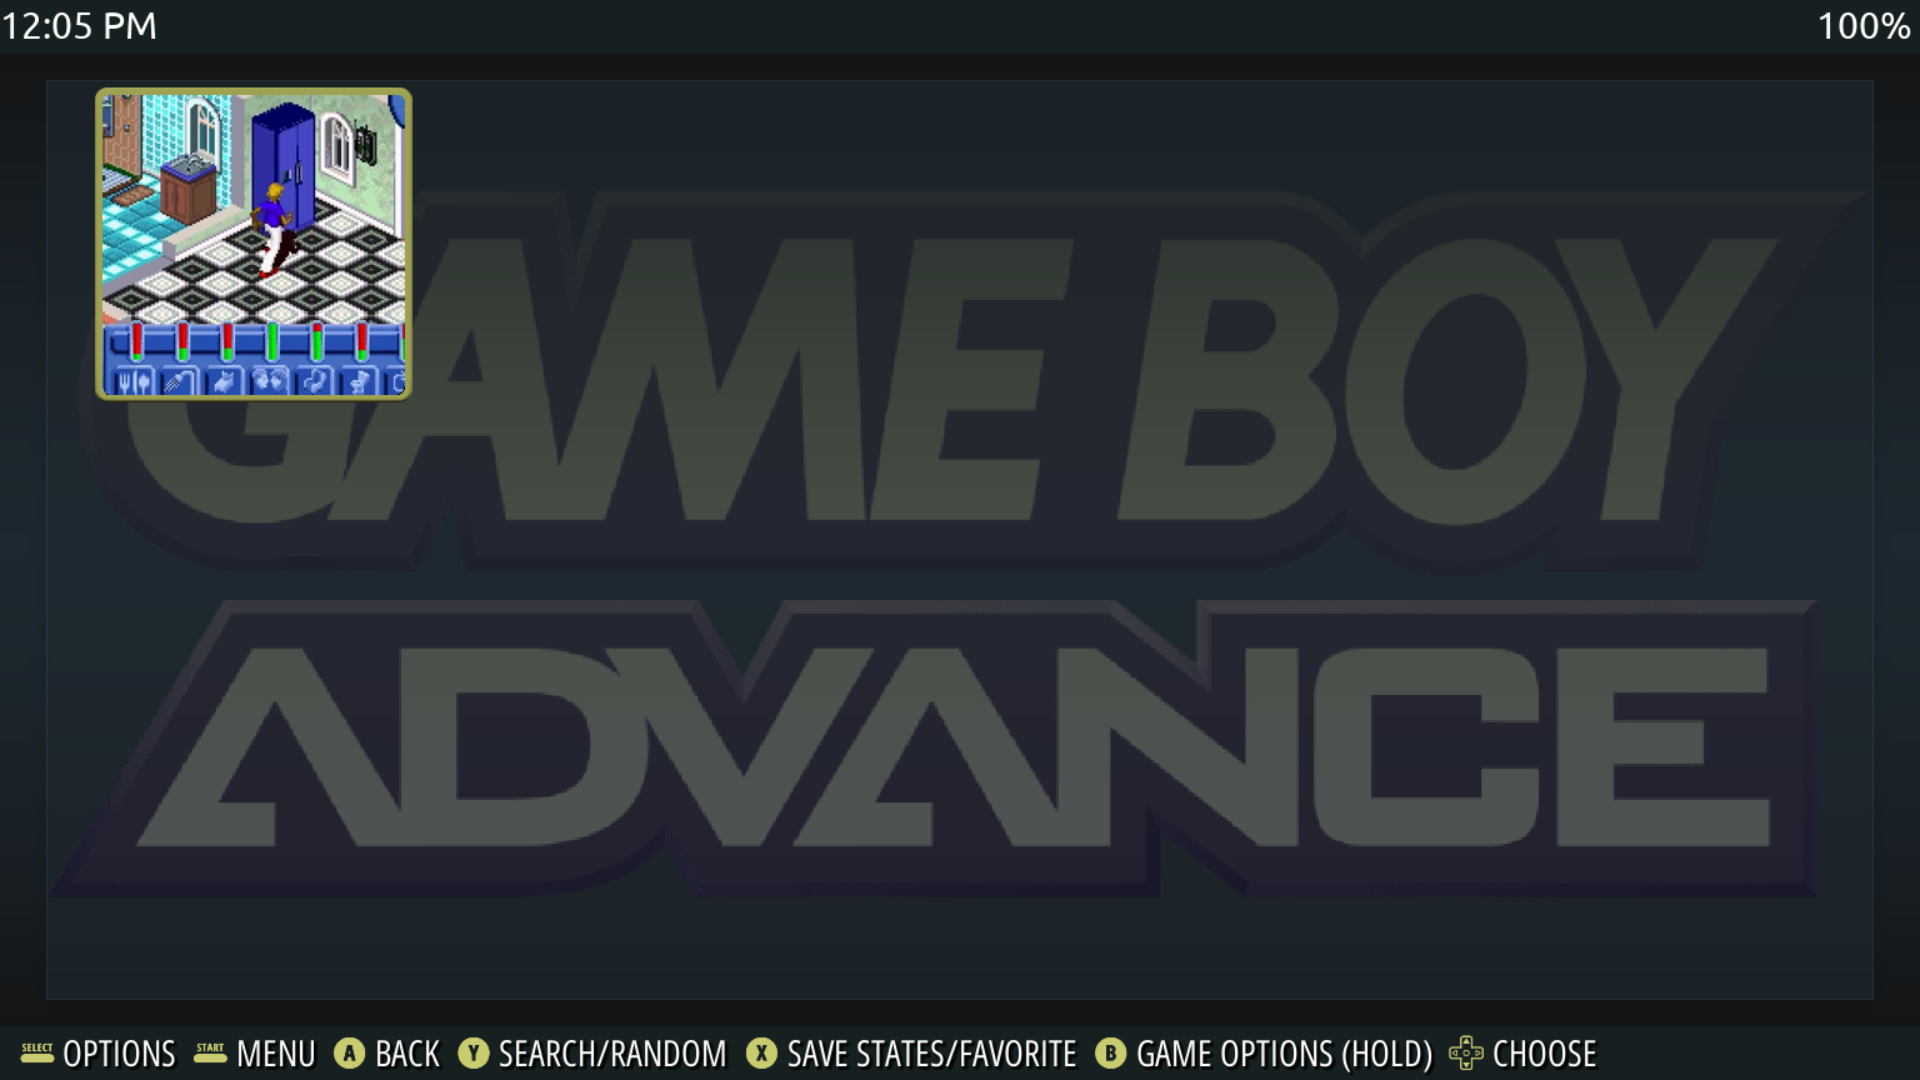 12:05 PM
100%
GAME BOY
ADVANCE
SELECT OPTIONS START MENU A BACK Y SEARCH/RANDOM X SAVE STATES/FAVORITE B GAME OPTIONS (HOLD) CHOOSE